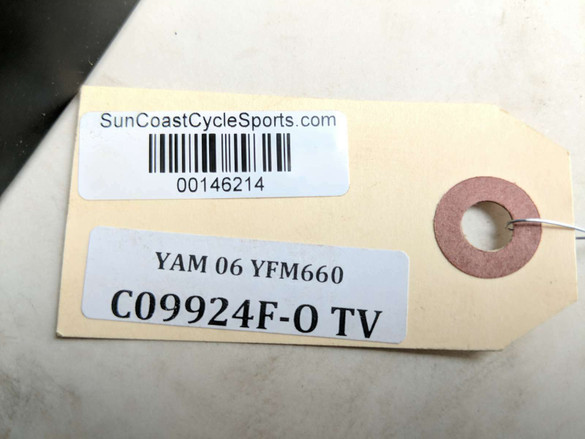 SunCoastCycleSports.com
00146214
YAM 06 YFM660
C09924F-O TV